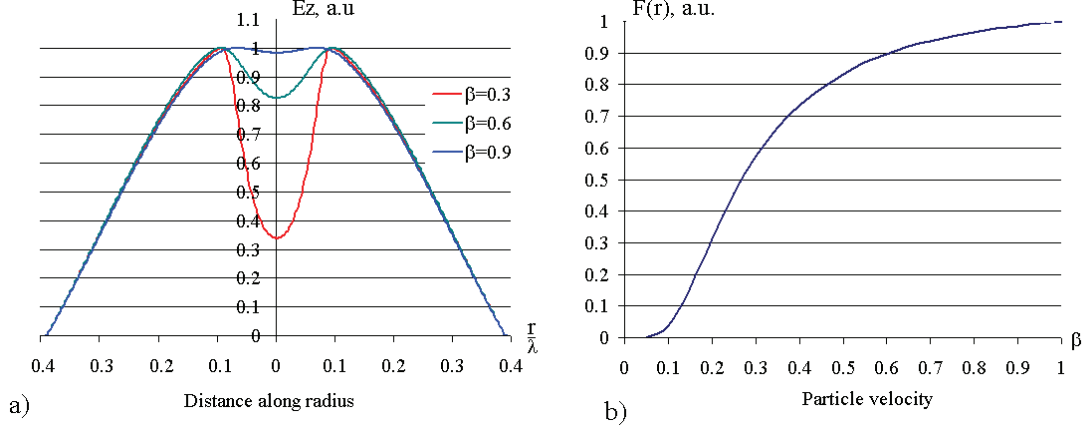 Ez, a.u
1.1
1
0.9
0.8
0.7
0.6
0.5
0.4
0.3
0.2
0.1
0
β=0.3
β=0.6
β=0.9
r
λ
0.4 0.3 0.2 0.1 0 0.1 0.2 0.3 0.4
Distance along radius
a)
F(r), a.u.
1
0.9
0.8
0.7
0.6
0.5
0.4
0.3
0.2
0.1
0
β
0 0.1 0.2 0.3 0.4 0.5 0.6 0.7 0.8 0.9 1
Particle velocity
b)